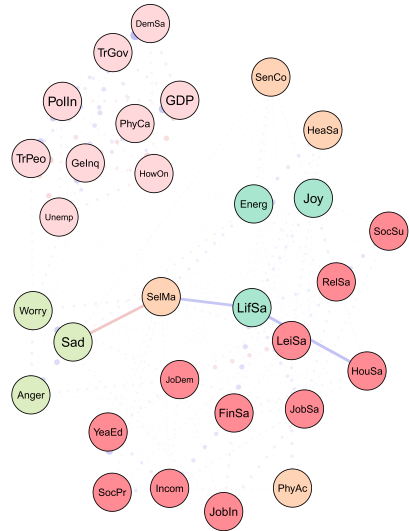 DemSa
TrGov
SenCo
PolIn
GDP
PhyCa
HeaSa
TrPeo
GeInq
HowOn
Unemp
Energ
Joy
SocSu
RelSa
Worry
SelMa
LifSa
Sad
LeiSa
HouSa
Anger
JoDem
FinSa
JobSa
YeaEd
SocPr
Incom
PhyAc
JobIn